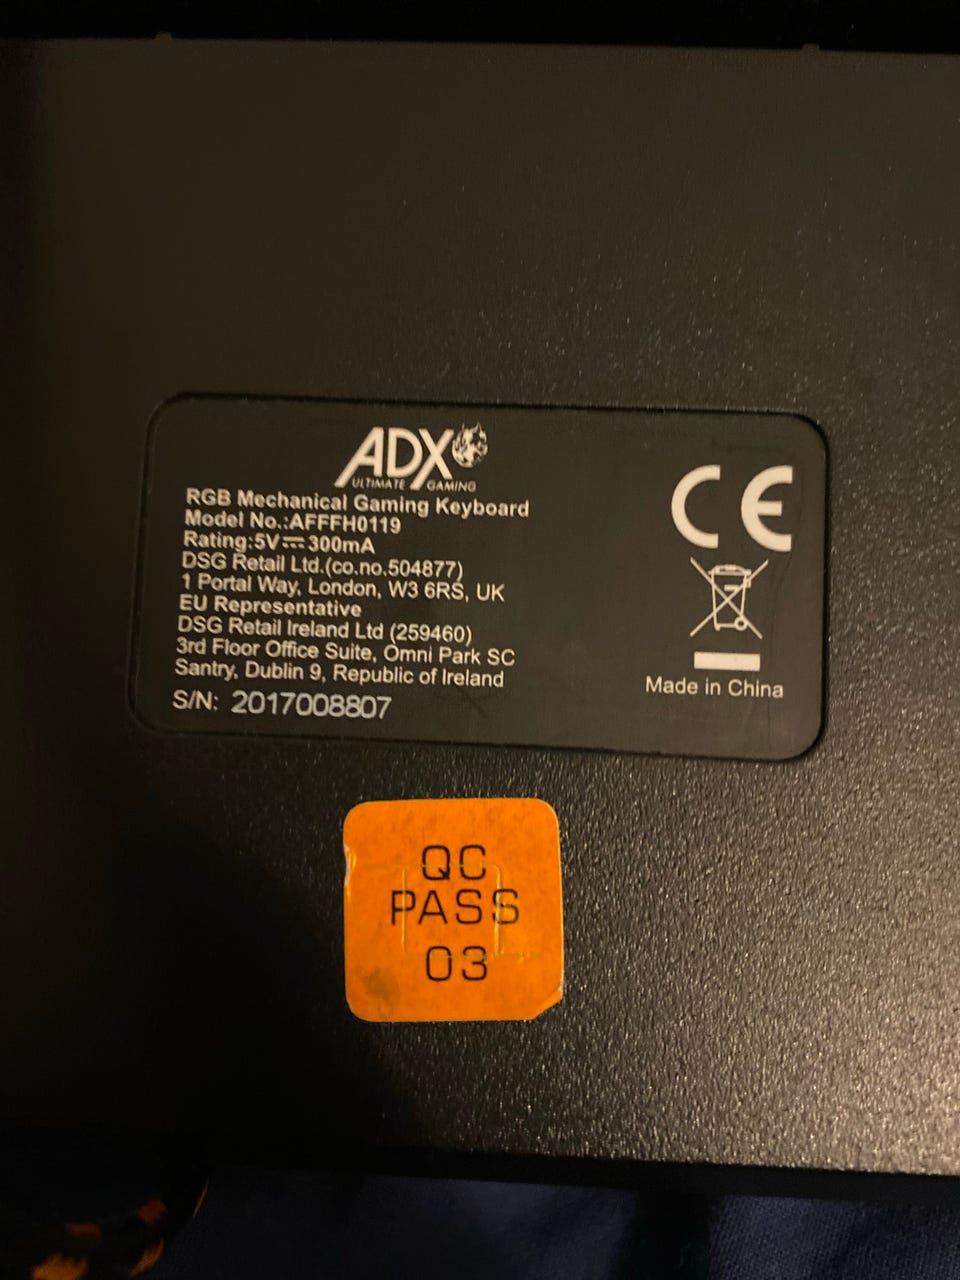 ADX
ULTIMATE GAMING
RGB Mechanical Gaming Keyboard
Model No.:AFFFH0119
Rating:5V⎓300mA
DSG Retail Ltd.(co.no.504877)
1 Portal Way, London, W3 6RS, UK
EU Representative
DSG Retail Ireland Ltd (259460)
3rd Floor Office Suite, Omni Park SC
Santry, Dublin 9, Republic of Ireland
S/N: 2017008807
CE
Made in China
QC
PASS
03